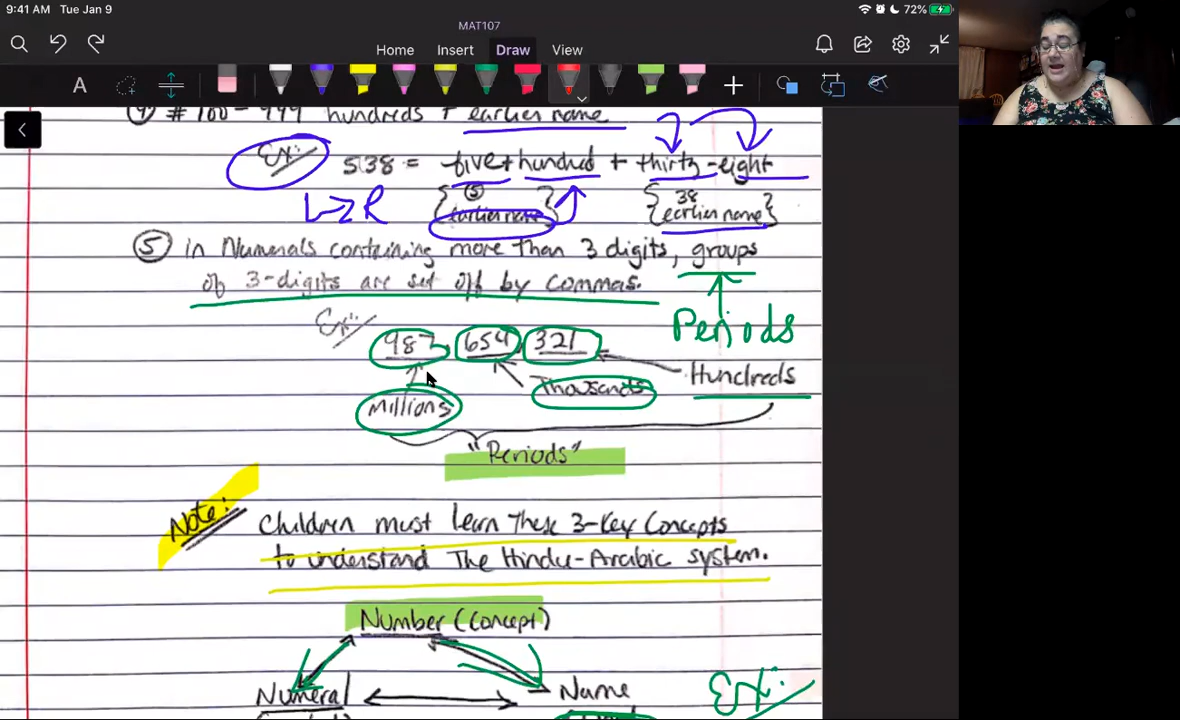 9:41 AM Tue Jan 9
72%
MAT107
Home Insert Draw View
A
④ # 100 - 999 hundreds + earlier name
Ex: 538 = five + hundred + thirty-eight
L → R {⑤ earlier name} {38 earlier name}
⑤ in Numerals containing more than 3 digits, groups
of 3-digits are set off by commas.
Periods
Ex: 987, 654, 321
Hundreds
Thousands
Millions
"Periods"
Note: Children must learn These 3-Key Concepts
to understand The Hindu-Arabic system.
Number (Concept)
Numeral Name
Ex: